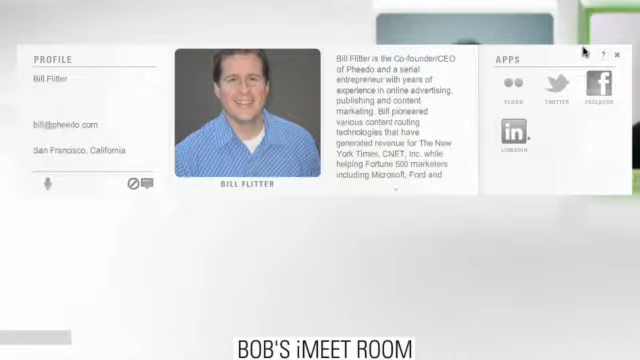 PROFILE
Bill Flitter
bill@pheedo.com
San Francisco, California
BILL FLITTER
Bill Flitter is the Co-founder/CEO
of Pheedo and a serial
entrepreneur with years of
experience in online advertising,
publishing and content
marketing. Bill pioneered
various content routing
technologies that have
generated revenue for The New
York Times, CNET, Inc. while
helping Fortune 500 marketers
including Microsoft, Ford and
APPS
?
FLICKR
TWITTER
FACEBOOK
in
LINKEDIN
BOB'S iMEET ROOM